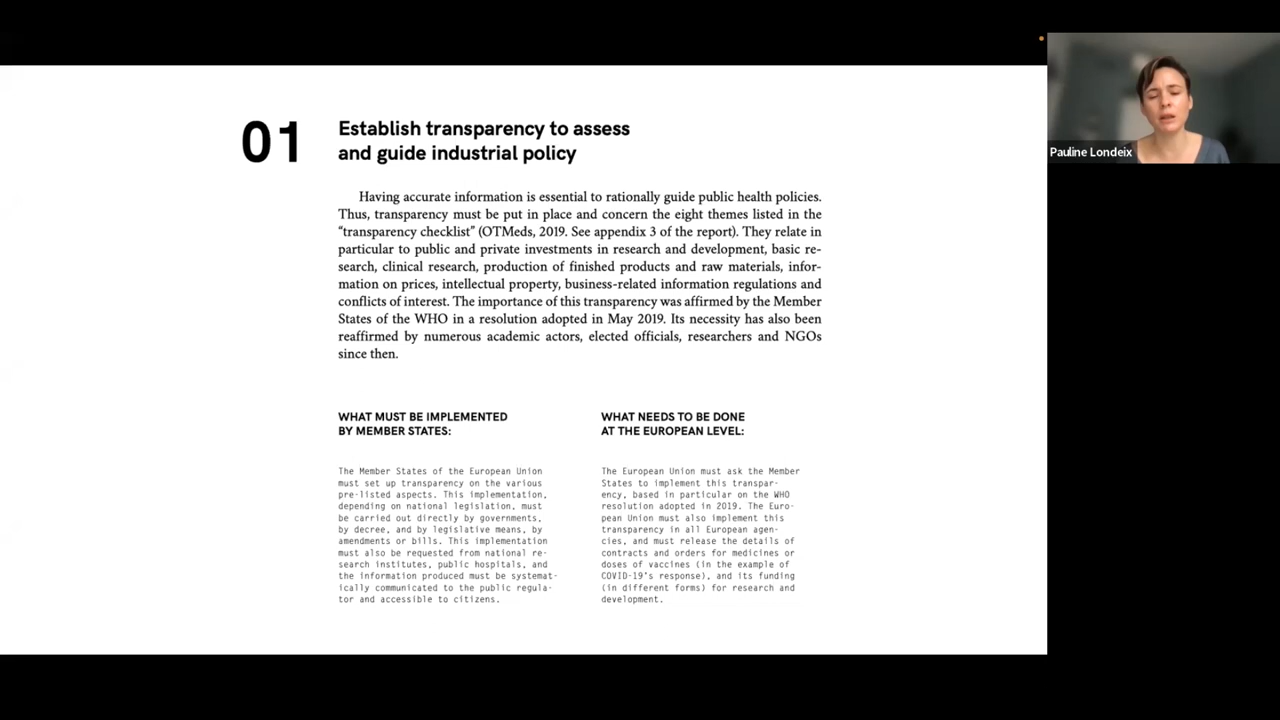 01
Establish transparency to assess
and guide industrial policy
Having accurate information is essential to rationally guide public health policies.
Thus, transparency must be put in place and concern the eight themes listed in the
“transparency checklist” (OTMeds, 2019. See appendix 3 of the report). They relate in
particular to public and private investments in research and development, basic re-
search, clinical research, production of finished products and raw materials, infor-
mation on prices, intellectual property, business-related information regulations and
conflicts of interest. The importance of this transparency was affirmed by the Member
States of the WHO in a resolution adopted in May 2019. Its necessity has also been
reaffirmed by numerous academic actors, elected officials, researchers and NGOs
since then.
WHAT MUST BE IMPLEMENTED
BY MEMBER STATES:
The Member States of the European Union
must set up transparency on the various
pre-listed aspects. This implementation,
depending on national legislation, must
be carried out directly by governments,
by decree, and by legislative means, by
amendments or bills. This implementation
must also be requested from national re-
search institutes, public hospitals, and
the information produced must be systemat-
ically communicated to the public regula-
tor and accessible to citizens.
WHAT NEEDS TO BE DONE
AT THE EUROPEAN LEVEL:
The European Union must ask the Member
States to implement this transpar-
ency, based in particular on the WHO
resolution adopted in 2019. The Euro-
pean Union must also implement this
transparency in all European agen-
cies, and must release the details of
contracts and orders for medicines or
doses of vaccines (in the example of
COVID-19's response), and its funding
(in different forms) for research and
development.
Pauline Londeix